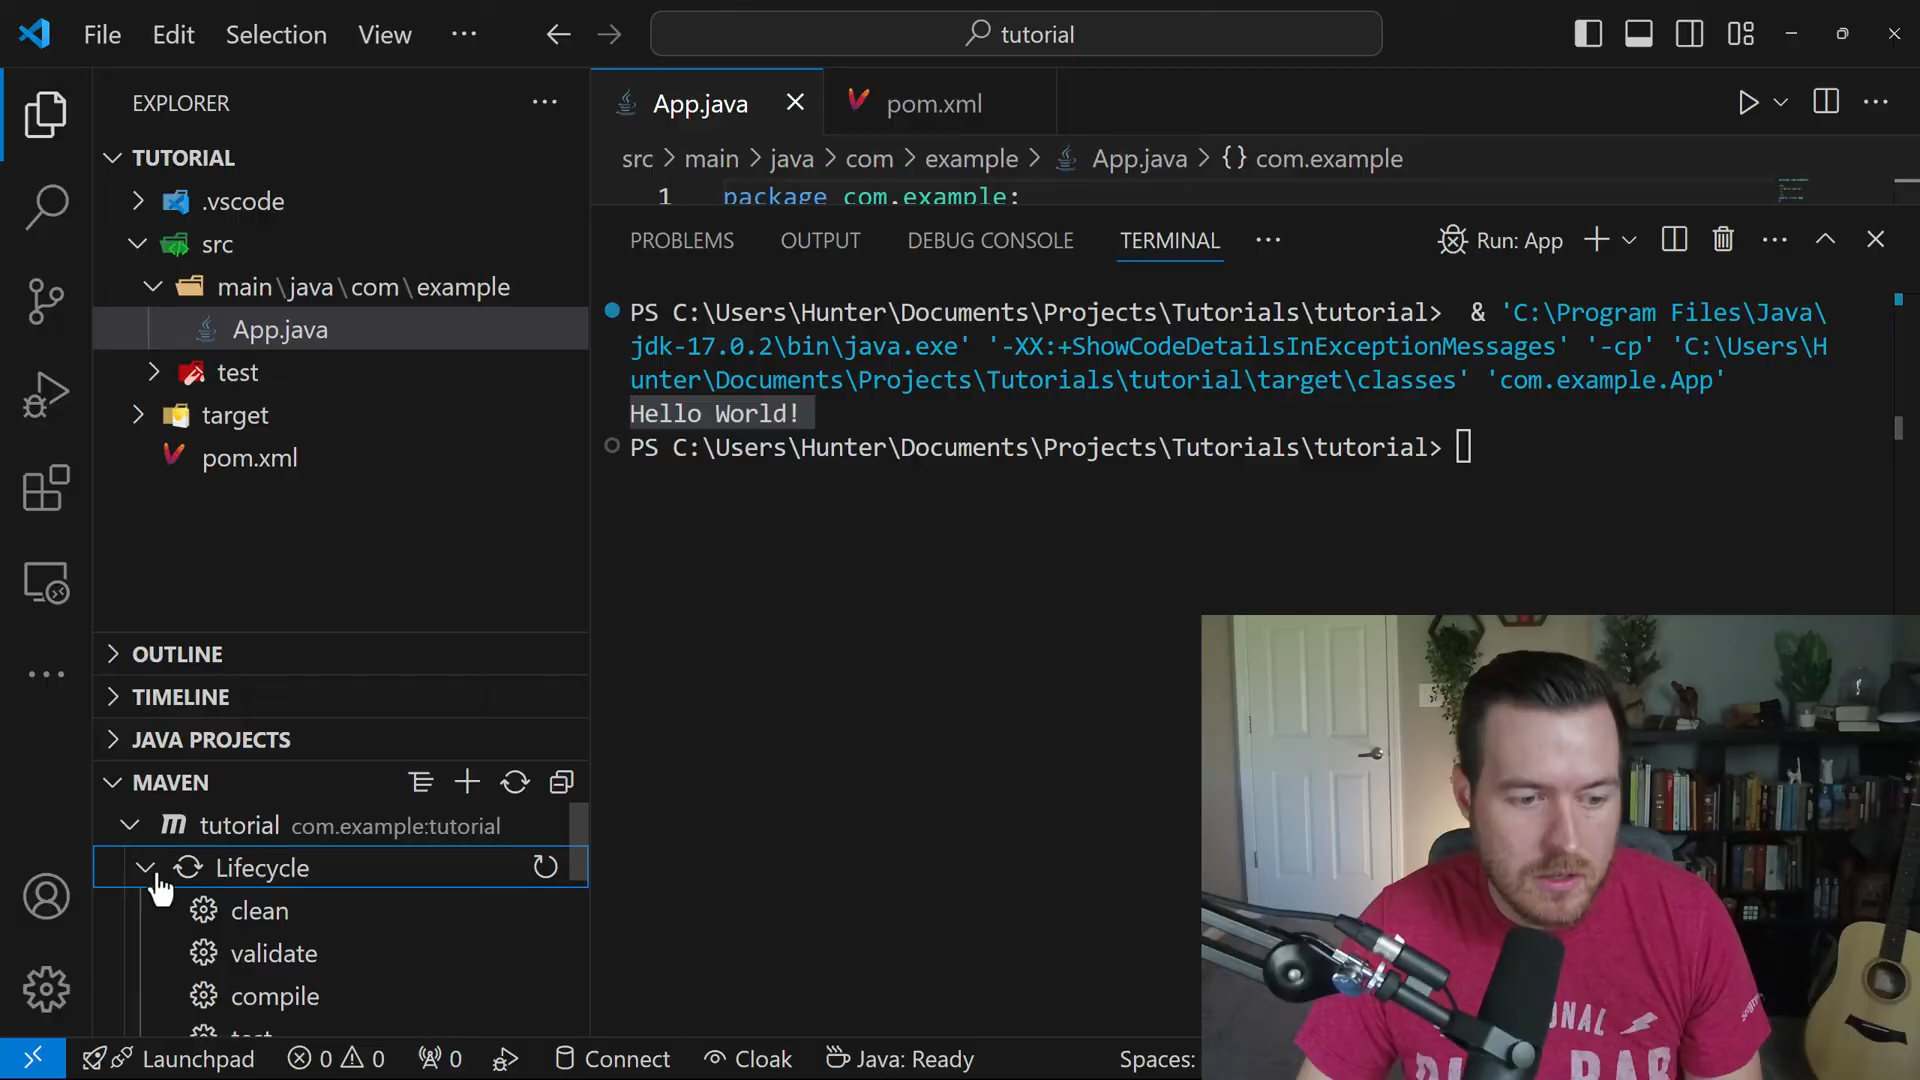 File Edit Selection View ··· tutorial
EXPLORER
TUTORIAL
.vscode
src
main\java\com\example
App.java
test
target
pom.xml
OUTLINE
TIMELINE
JAVA PROJECTS
MAVEN
m tutorial com.example:tutorial
Lifecycle
clean
validate
compile
test
App.java pom.xml
src > main > java > com > example > App.java > {} com.example
1 package com.example;
PROBLEMS OUTPUT DEBUG CONSOLE TERMINAL ··· Run: App
PS C:\Users\Hunter\Documents\Projects\Tutorials\tutorial> & 'C:\Program Files\Java\
jdk-17.0.2\bin\java.exe' '-XX:+ShowCodeDetailsInExceptionMessages' '-cp' 'C:\Users\H
unter\Documents\Projects\Tutorials\tutorial\target\classes' 'com.example.App'
Hello World!
PS C:\Users\Hunter\Documents\Projects\Tutorials\tutorial>
Launchpad 0 0 0 Connect Cloak Java: Ready Spaces: